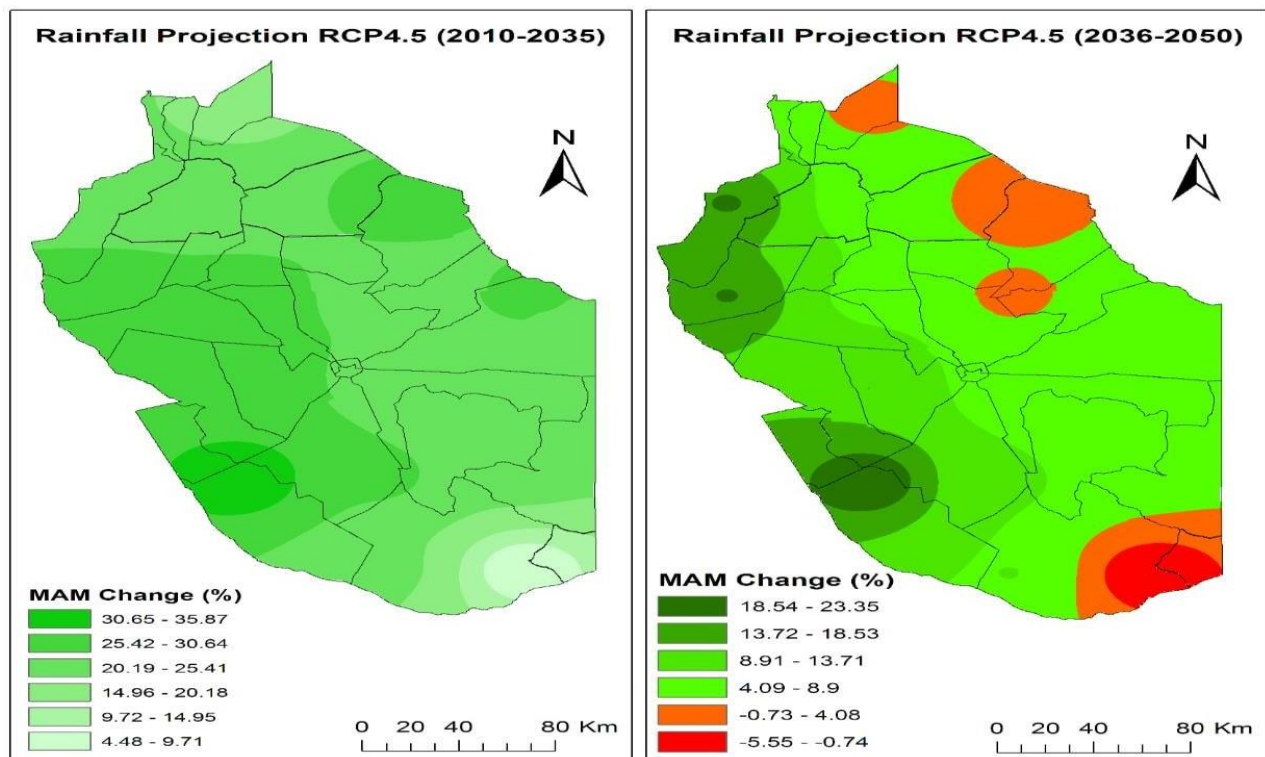 Rainfall Projection RCP4.5 (2010-2035)
N
MAM Change (%)
30.65 - 35.87
25.42 - 30.64
20.19 - 25.41
14.96 - 20.18
9.72 - 14.95
4.48 - 9.71
0 20 40 80 Km
Rainfall Projection RCP4.5 (2036-2050)
N
MAM Change (%)
18.54 - 23.35
13.72 - 18.53
8.91 - 13.71
4.09 - 8.9
-0.73 - 4.08
-5.55 - -0.74
0 20 40 80 Km